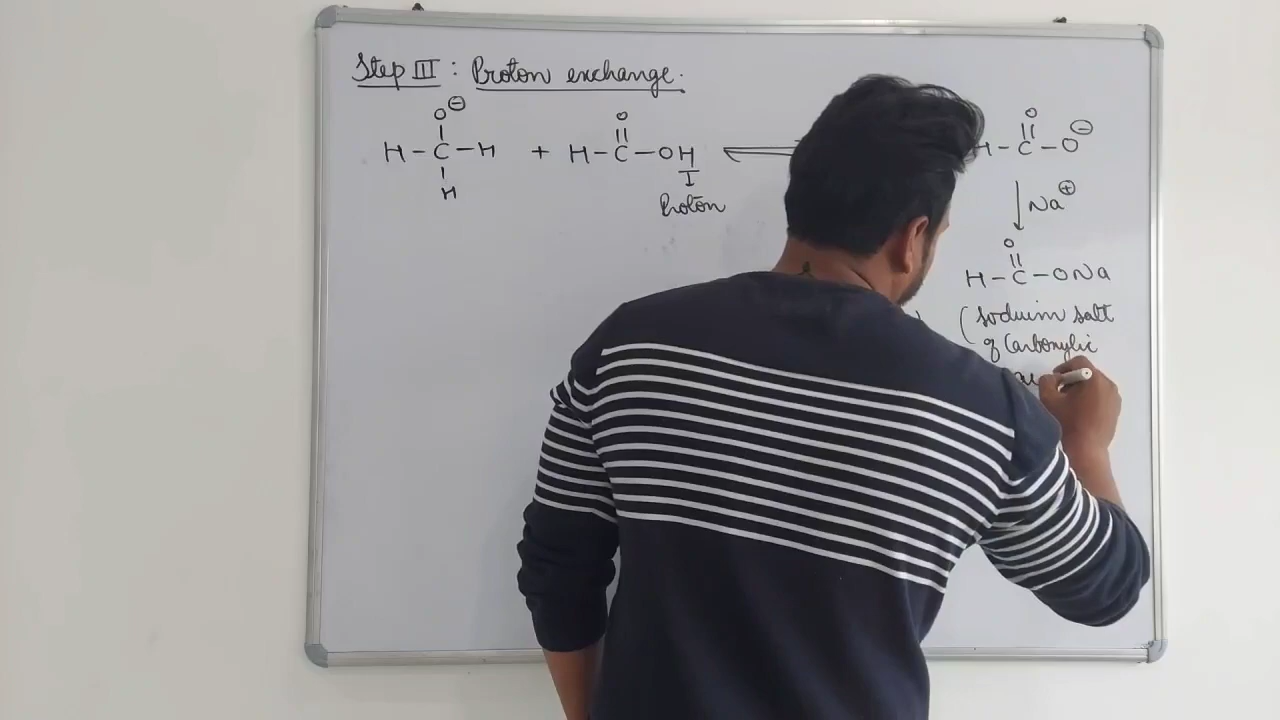 Step III : Proton exchange.
O⊖ O O ⊖
H-C-H + H-C-OH ⇌ H-C-O
H Proton ↓ Na⊕
O
H-C-ONa
) (Sodium salt
of Carboxylic